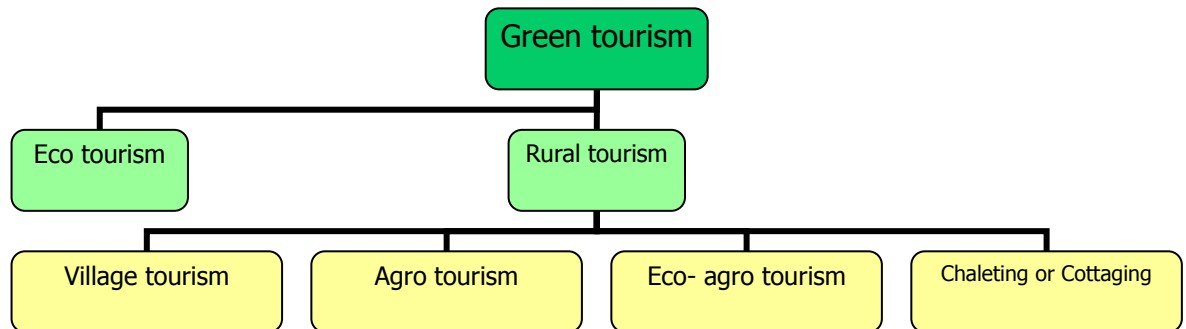 Green tourism
Eco tourism
Rural tourism
Village tourism
Agro tourism
Eco- agro tourism
Chaleting or Cottaging